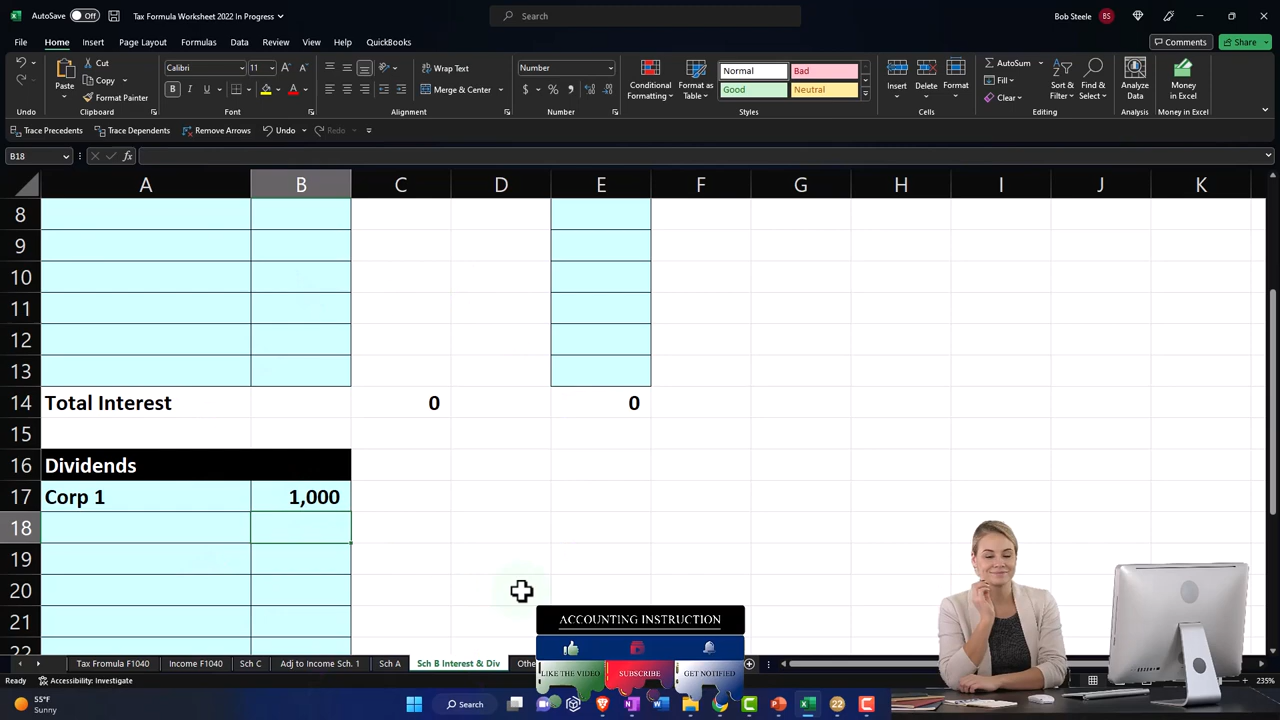 AutoSave Off Tax Formula Worksheet 2022 In Progress Search Bob Steele BS
File Home Insert Page Layout Formulas Data Review View Help QuickBooks Comments Share
Undo Paste Cut Copy Format Painter Clipboard
Calibri 11 B I U A Font
Wrap Text Merge & Center Alignment
Number $ % Number
Conditional Formatting Format as Table Normal Bad Good Neutral Styles
Insert Delete Format Cells
AutoSum Fill Clear Sort & Filter Find & Select Editing
Analyze Data Analysis Money in Excel Money in Excel
Trace Precedents Trace Dependents Remove Arrows Undo Redo
B18 fx
A B C D E F G H I J K
8
9
10
11
12
13
14 Total Interest 0 0
15
16 Dividends
17 Corp 1 1,000
18
19
20
21
22
ACCOUNTING INSTRUCTION
LIKE THE VIDEO SUBSCRIBE GET NOTIFIED
Tax Fromula F1040 Income F1040 Sch C Adj to Income Sch. 1 Sch A Sch B Interest & Div Othe
Ready Accessibility: Investigate 235%
55°F
Sunny
Search
22